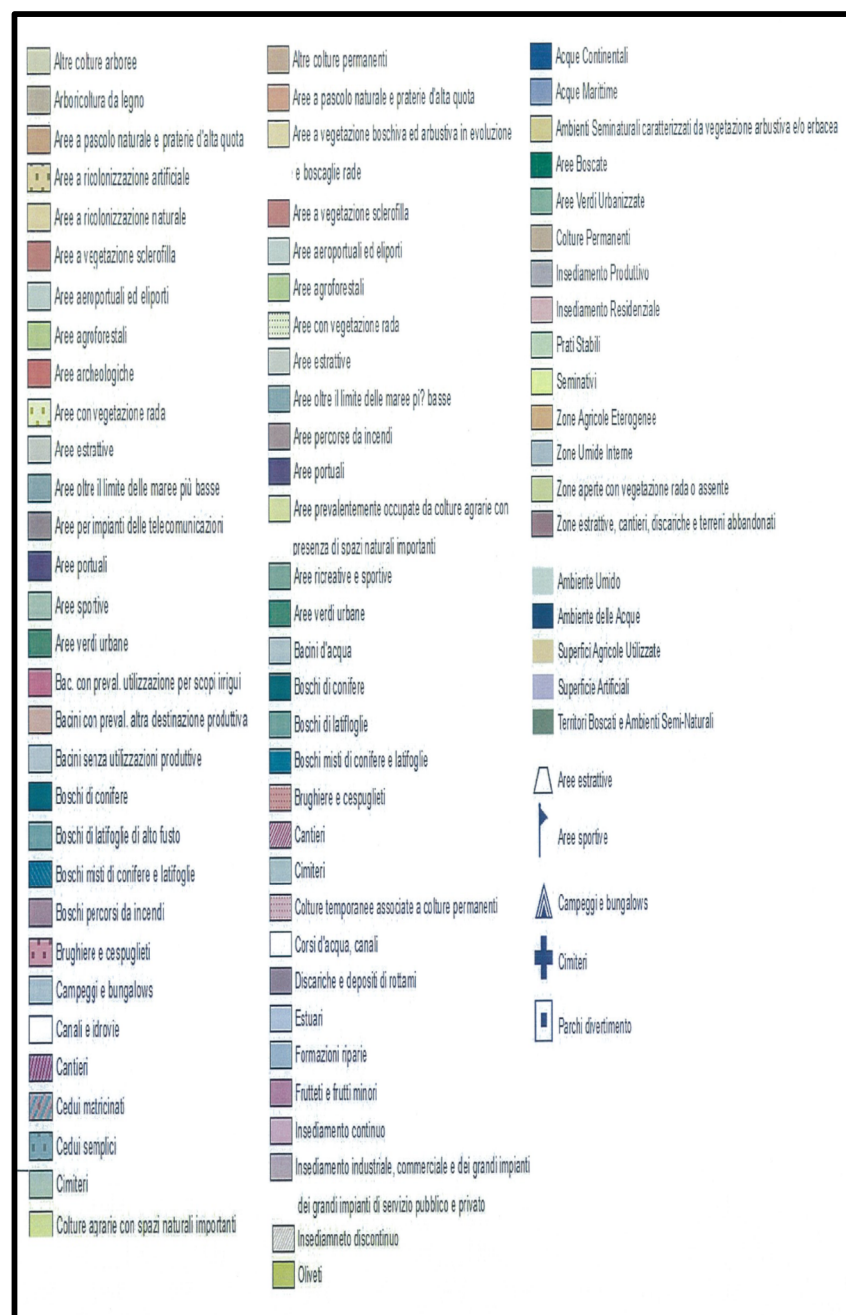 Altre colture arboree
Arboricoltura da legno
Aree a pascolo naturale e praterie d'alta quota
Aree a ricolonizzazione artificiale
Aree a ricolonizzazione naturale
Aree a vegetazione sclerofilla
Aree aeroportuali ed eliporti
Aree agroforestali
Aree archeologiche
Aree con vegetazione rada
Aree estrattive
Aree oltre il limite delle maree più basse
Aree per impianti delle telecomunicazioni
Aree portuali
Aree sportive
Aree verdi urbane
Bac. con preval. utilizzazione per scopi irrigui
Bacini con preval. altra destinazione produttiva
Bacini senza utilizzazioni produttive
Boschi di conifere
Boschi di latifoglie di alto fusto
Boschi misti di conifere e latifoglie
Boschi percorsi da incendi
Brughiere e cespuglieti
Campeggi e bungalows
Canali e idrovie
Cantieri
Cedui matricinati
Cedui semplici
Cimiteri
Colture agrarie con spazi naturali importanti
Altre colture permanenti
Aree a pascolo naturale e praterie d'alta quota
Aree a vegetazione boschiva ed arbustiva in evoluzione
e boscaglie rade
Aree a vegetazione sclerofilla
Aree aeroportuali ed eliporti
Aree agroforestali
Aree con vegetazione rada
Aree estrattive
Aree oltre il limite delle maree pi? basse
Aree percorse da incendi
Aree portuali
Aree prevalentemente occupate da colture agrarie con
presenza di spazi naturali importanti
Aree ricreative e sportive
Aree verdi urbane
Bacini d'acqua
Boschi di conifere
Boschi di latifloglie
Boschi misti di conifere e latifoglie
Brughiere e cespuglieti
Cantieri
Cimiteri
Colture temporanee associate a colture permanenti
Corsi d'acqua, canali
Discariche e depositi di rottami
Estuari
Formazioni riparie
Frutteti e frutti minori
Insediamento continuo
Insediamento industriale, commerciale e dei grandi impianti
dei grandi impianti di servizio pubblico e privato
Insediamneto discontinuo
Oliveti
Acque Continentali
Acque Marittime
Ambienti Seminaturali caratterizzati da vegetazione arbustiva e/o erbacea
Aree Boscate
Aree Verdi Urbanizzate
Colture Permanenti
Insediamento Produttivo
Insediamento Residenziale
Prati Stabili
Seminativi
Zone Agricole Eterogenee
Zone Umide Interne
Zone aperte con vegetazione rada o assente
Zone estrattive, cantieri, discariche e terreni abbandonati
Ambiente Umido
Ambiente delle Acque
Superfici Agricole Utilizzate
Superficie Artificiali
Territori Boscati e Ambienti Semi-Naturali
Aree estrattive
Aree sportive
Campeggi e bungalows
Cimiteri
Parchi divertimento